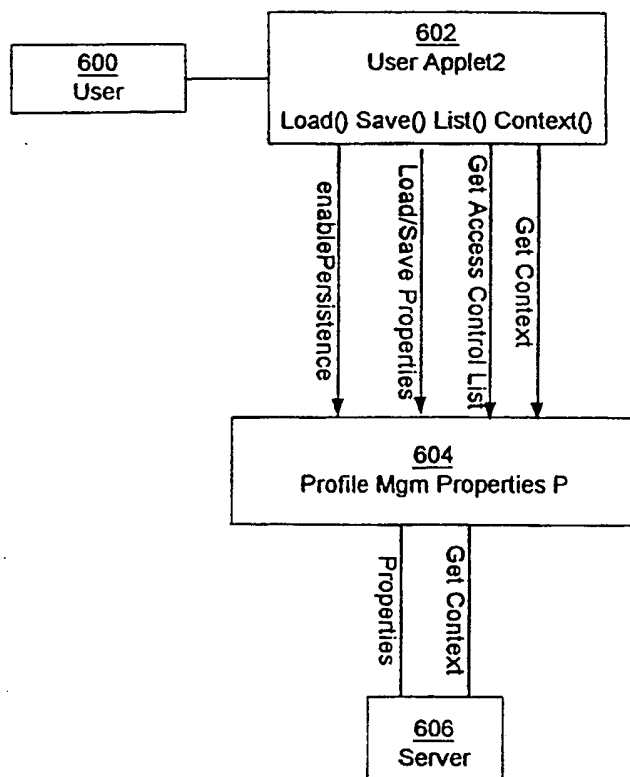 602
User Applet2
Load() Save() List() Context()
600
User
enablePersistence
Load/Save Properties
Get Access Control List
Get Context
604
Profile Mgm Properties P
Properties
Get Context
606
Server